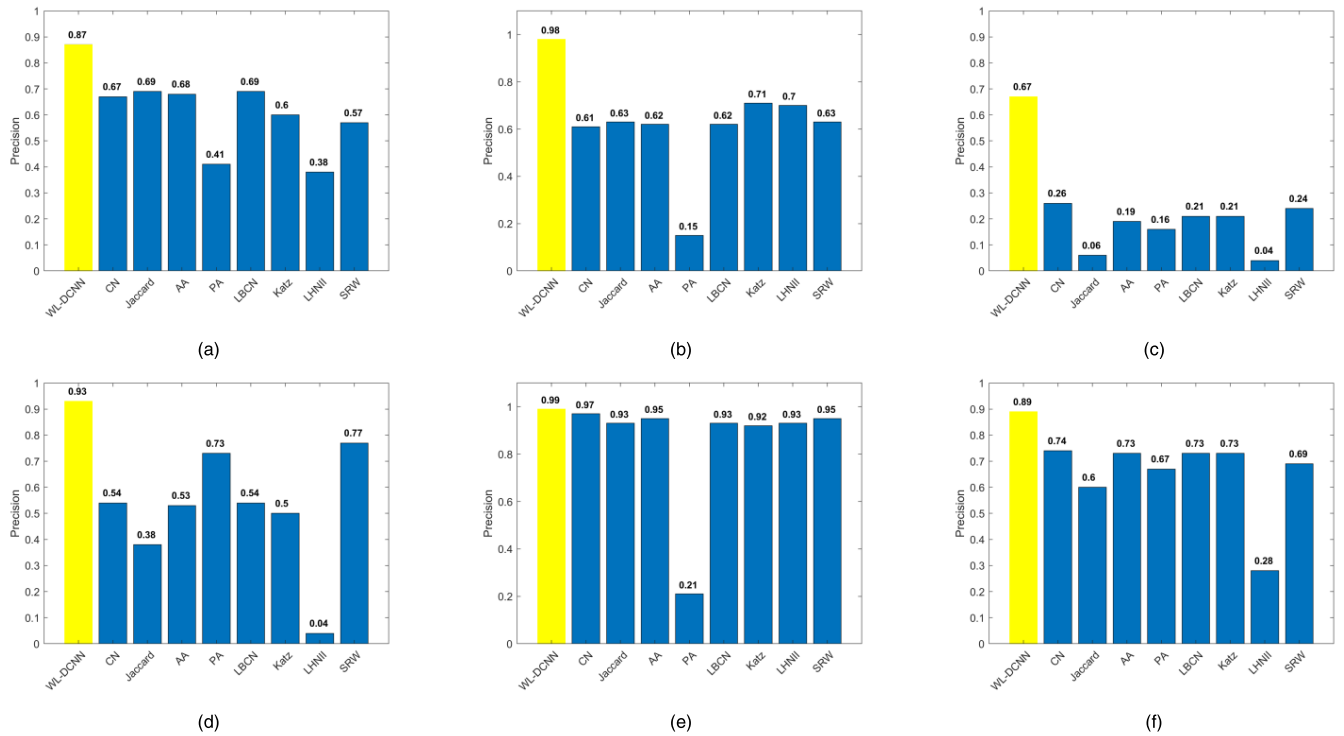 1
0.9
0.8
0.7
0.6
0.5
0.4
0.3
0.2
0.1
0
Precision
0.87
0.67
0.69
0.68
0.41
0.69
0.6
0.38
0.57
WL-DCNN
CN
Jaccard
AA
PA
LBCN
Katz
LHNII
SRW
(a)
1
0.8
0.6
0.4
0.2
0
Precision
0.98
0.61
0.63
0.62
0.15
0.62
0.71
0.7
0.63
WL-DCNN
CN
Jaccard
AA
PA
LBCN
Katz
LHNII
SRW
(b)
1
0.9
0.8
0.7
0.6
0.5
0.4
0.3
0.2
0.1
0
Precision
0.67
0.26
0.06
0.19
0.16
0.21
0.21
0.04
0.24
WL-DCNN
CN
Jaccard
AA
PA
LBCN
Katz
LHNII
SRW
(c)
1
0.9
0.8
0.7
0.6
0.5
0.4
0.3
0.2
0.1
0
Precision
0.93
0.54
0.38
0.53
0.73
0.54
0.5
0.04
0.77
WL-DCNN
CN
Jaccard
AA
PA
LBCN
Katz
LHNII
SRW
(d)
1
0.8
0.6
0.4
0.2
0
Precision
0.99
0.97
0.93
0.95
0.21
0.93
0.92
0.93
0.95
WL-DCNN
CN
Jaccard
AA
PA
LBCN
Katz
LHNII
SRW
(e)
1
0.9
0.8
0.7
0.6
0.5
0.4
0.3
0.2
0.1
0
Precision
0.89
0.74
0.6
0.73
0.67
0.73
0.73
0.28
0.69
WL-DCNN
CN
Jaccard
AA
PA
LBCN
Katz
LHNII
SRW
(f)